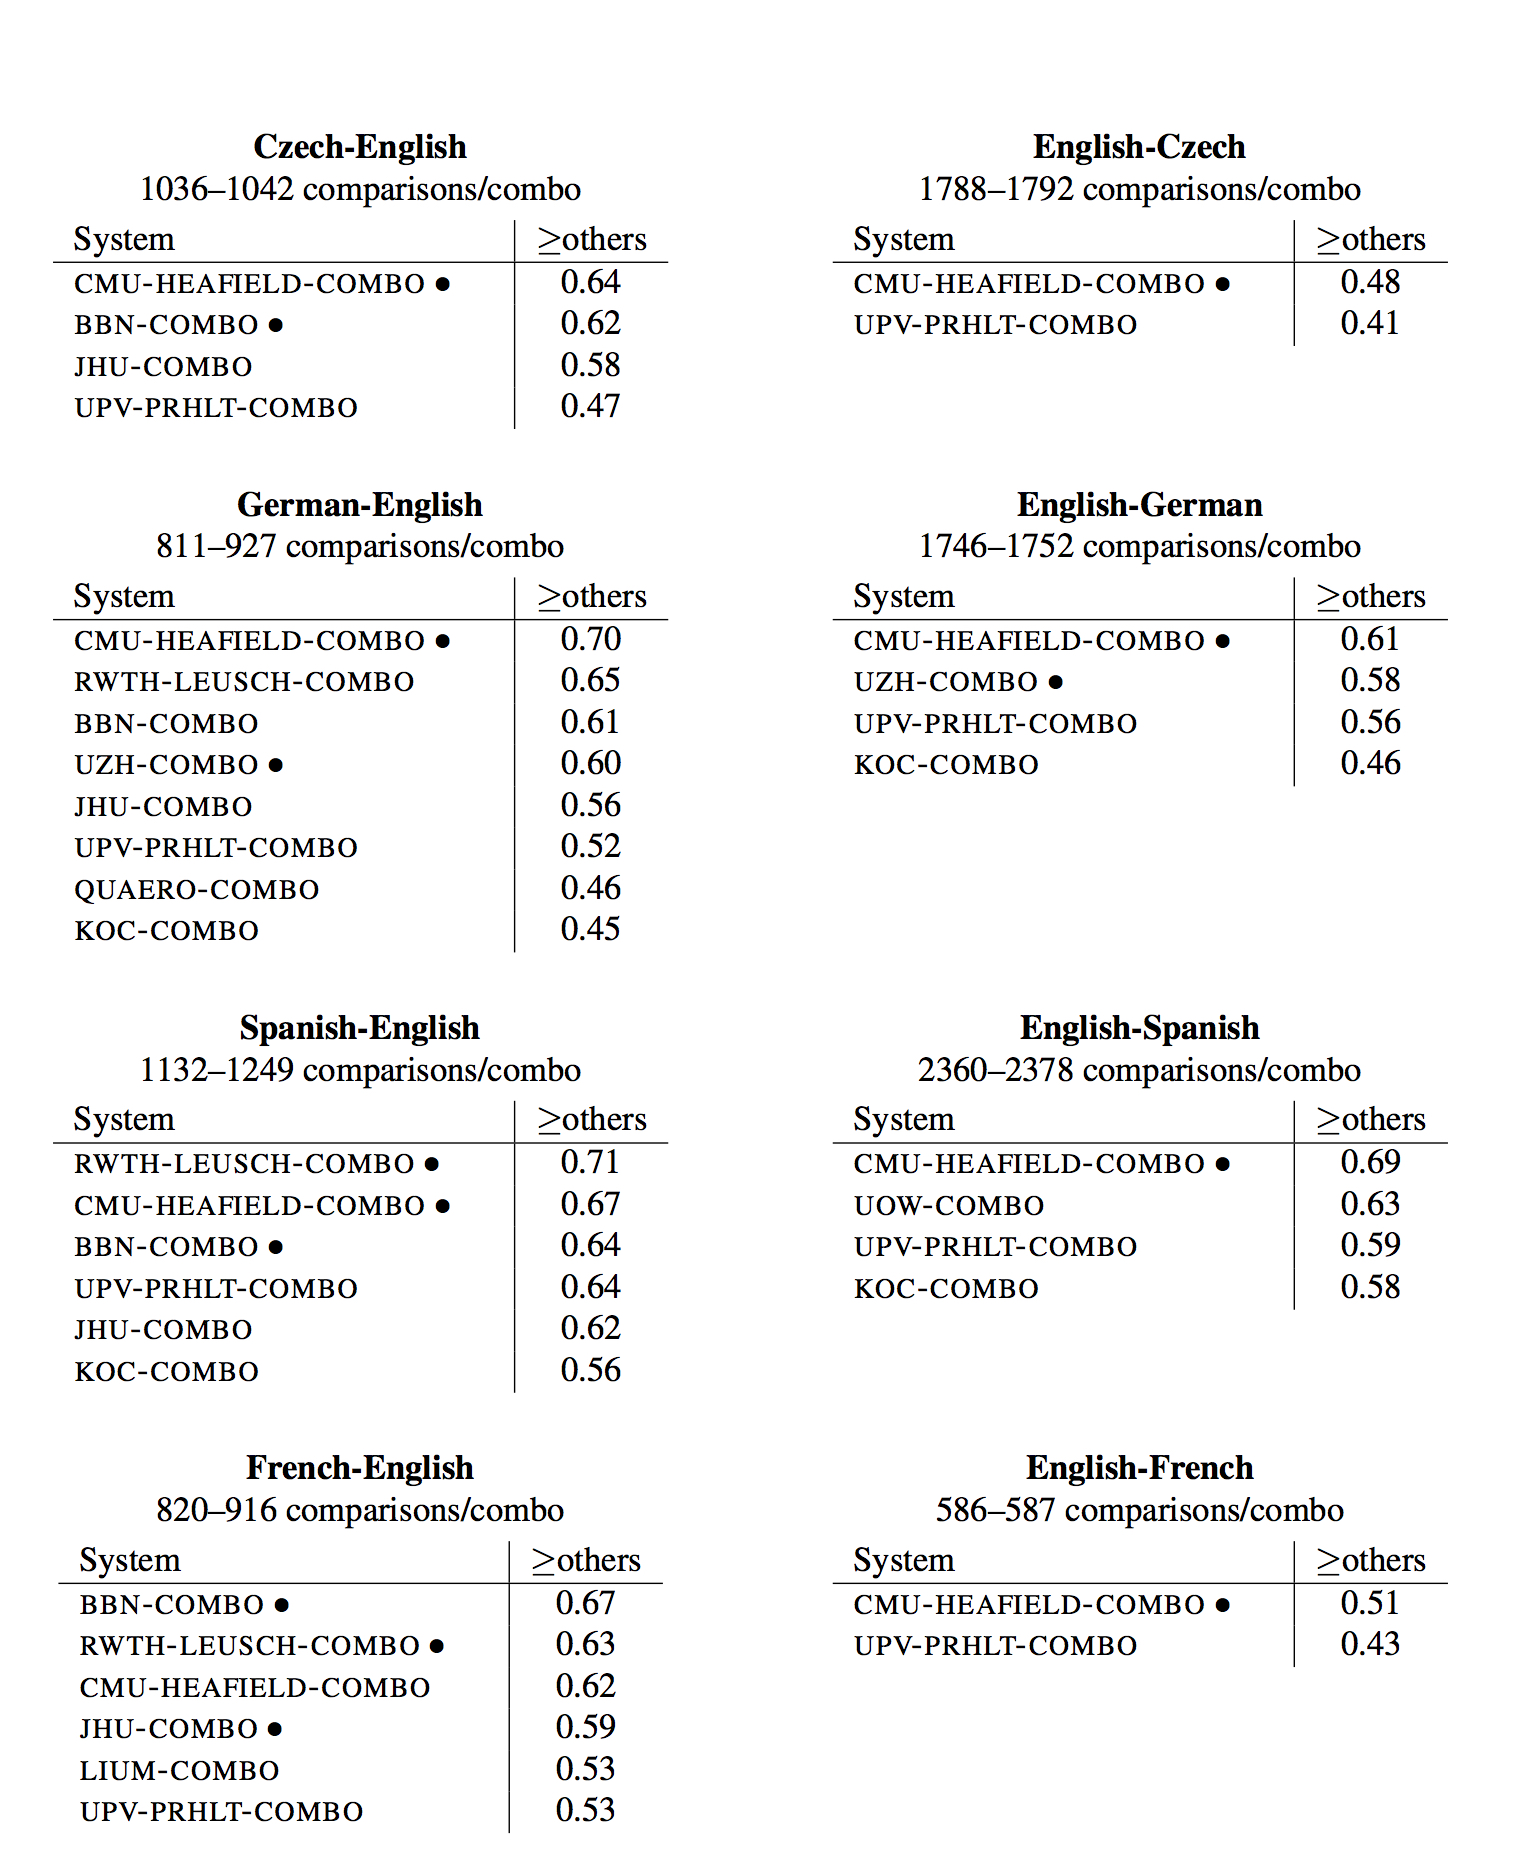 Czech-English
1036–1042 comparisons/combo
System ≥others
CMU-HEAFIELD-COMBO ● 0.64
BBN-COMBO ● 0.62
JHU-COMBO 0.58
UPV-PRHLT-COMBO 0.47
English-Czech
1788–1792 comparisons/combo
System ≥others
CMU-HEAFIELD-COMBO ● 0.48
UPV-PRHLT-COMBO 0.41
German-English
811–927 comparisons/combo
System ≥others
CMU-HEAFIELD-COMBO ● 0.70
RWTH-LEUSCH-COMBO 0.65
BBN-COMBO 0.61
UZH-COMBO ● 0.60
JHU-COMBO 0.56
UPV-PRHLT-COMBO 0.52
QUAERO-COMBO 0.46
KOC-COMBO 0.45
English-German
1746–1752 comparisons/combo
System ≥others
CMU-HEAFIELD-COMBO ● 0.61
UZH-COMBO ● 0.58
UPV-PRHLT-COMBO 0.56
KOC-COMBO 0.46
Spanish-English
1132–1249 comparisons/combo
System ≥others
RWTH-LEUSCH-COMBO ● 0.71
CMU-HEAFIELD-COMBO ● 0.67
BBN-COMBO ● 0.64
UPV-PRHLT-COMBO 0.64
JHU-COMBO 0.62
KOC-COMBO 0.56
English-Spanish
2360–2378 comparisons/combo
System ≥others
CMU-HEAFIELD-COMBO ● 0.69
UOW-COMBO 0.63
UPV-PRHLT-COMBO 0.59
KOC-COMBO 0.58
French-English
820–916 comparisons/combo
System ≥others
BBN-COMBO ● 0.67
RWTH-LEUSCH-COMBO ● 0.63
CMU-HEAFIELD-COMBO 0.62
JHU-COMBO ● 0.59
LIUM-COMBO 0.53
UPV-PRHLT-COMBO 0.53
English-French
586–587 comparisons/combo
System ≥others
CMU-HEAFIELD-COMBO ● 0.51
UPV-PRHLT-COMBO 0.43